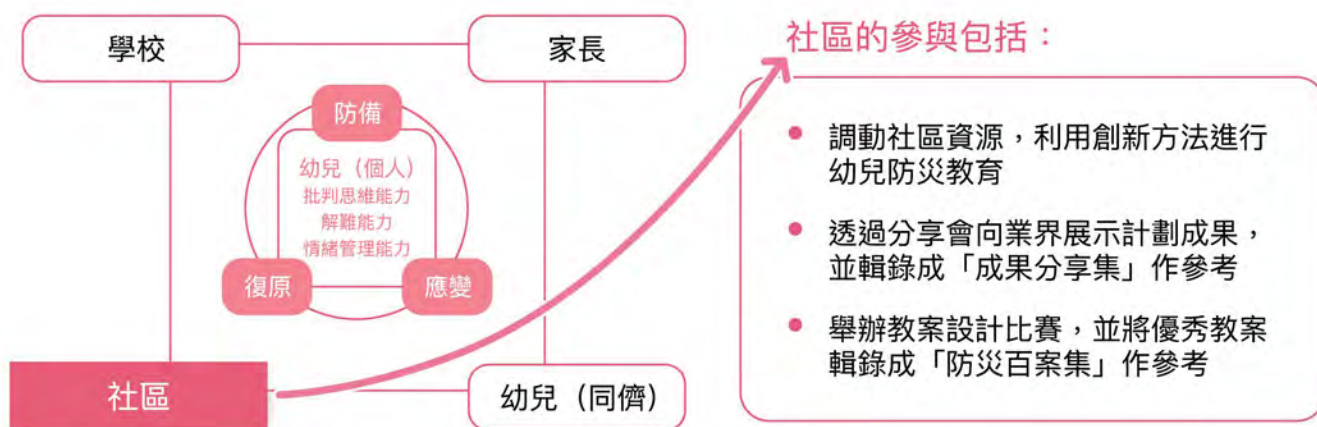 學校
家長
防備
幼兒（個人）
批判思維能力
解難能力
情緒管理能力
復原
應變
社區
幼兒（同儕）
社區的參與包括：
• 調動社區資源，利用創新方法進行
幼兒防災教育
• 透過分享會向業界展示計劃成果，
並輯錄成「成果分享集」作參考
• 舉辦教案設計比賽，並將優秀教案
輯錄成「防災百案集」作參考